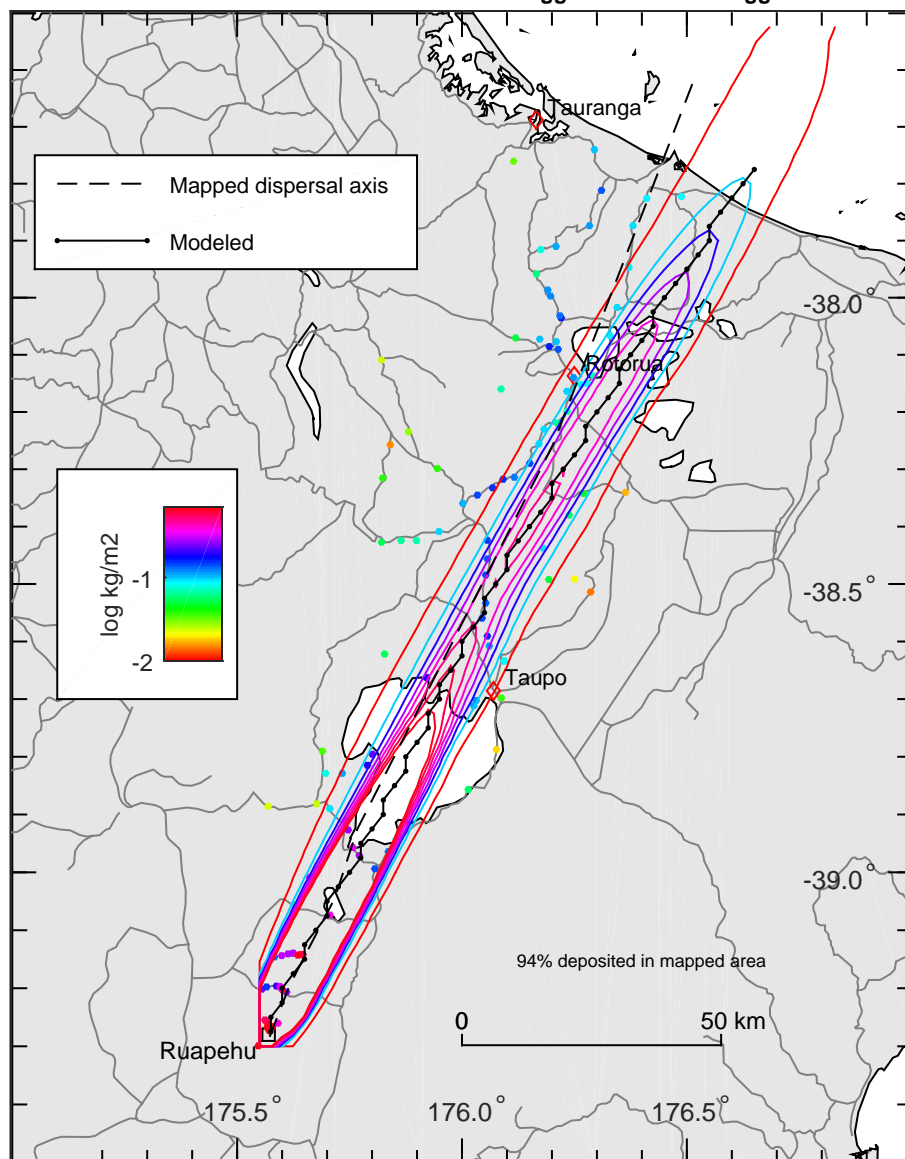 Tauranga
Mapped dispersal axis
Modeled
-38.0°
Rotorua
log kg/m2
-1
-2
-38.5°
Taupo
-39.0°
94% deposited in mapped area
0
50 km
Ruapehu
175.5°
176.0°
176.5°